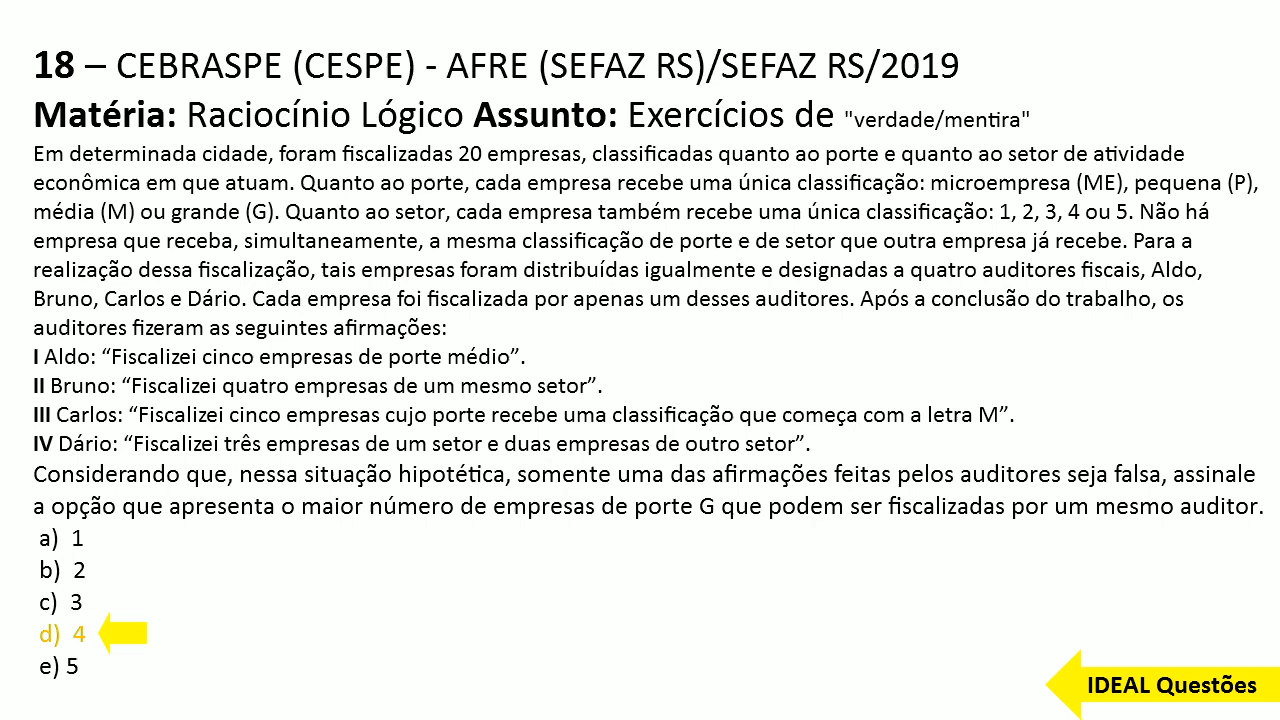 18 – CEBRASPE (CESPE) - AFRE (SEFAZ RS)/SEFAZ RS/2019
Matéria: Raciocínio Lógico Assunto: Exercícios de "verdade/mentira"
Em determinada cidade, foram fiscalizadas 20 empresas, classificadas quanto ao porte e quanto ao setor de atividade
econômica em que atuam. Quanto ao porte, cada empresa recebe uma única classificação: microempresa (ME), pequena (P),
média (M) ou grande (G). Quanto ao setor, cada empresa também recebe uma única classificação: 1, 2, 3, 4 ou 5. Não há
empresa que receba, simultaneamente, a mesma classificação de porte e de setor que outra empresa já recebe. Para a
realização dessa fiscalização, tais empresas foram distribuídas igualmente e designadas a quatro auditores fiscais, Aldo,
Bruno, Carlos e Dário. Cada empresa foi fiscalizada por apenas um desses auditores. Após a conclusão do trabalho, os
auditores fizeram as seguintes afirmações:
I Aldo: “Fiscalizei cinco empresas de porte médio”.
II Bruno: “Fiscalizei quatro empresas de um mesmo setor”.
III Carlos: “Fiscalizei cinco empresas cujo porte recebe uma classificação que começa com a letra M”.
IV Dário: “Fiscalizei três empresas de um setor e duas empresas de outro setor”.
Considerando que, nessa situação hipotética, somente uma das afirmações feitas pelos auditores seja falsa, assinale
a opção que apresenta o maior número de empresas de porte G que podem ser fiscalizadas por um mesmo auditor.
a) 1
b) 2
c) 3
d) 4
e) 5
IDEAL Questões